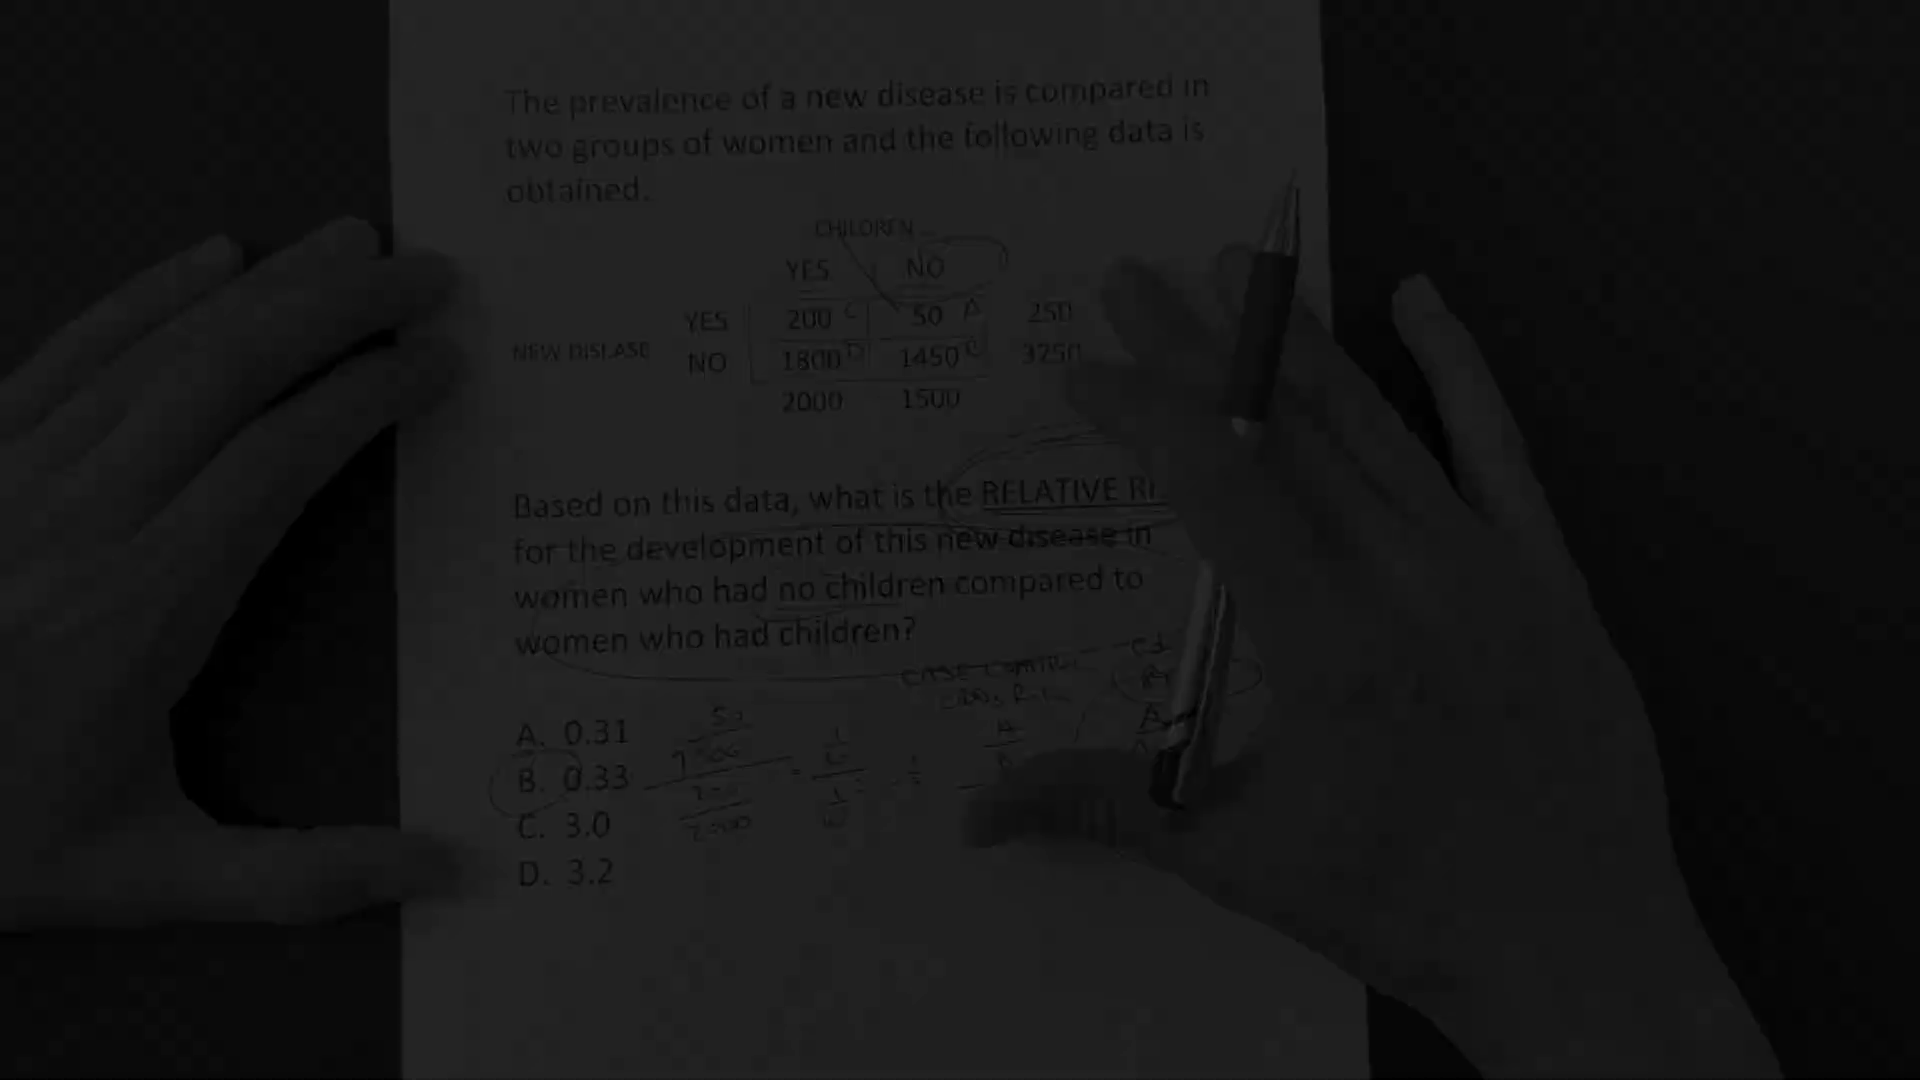 The prevalence of a new disease is compared in
two groups of women and the following data is
obtained.
CHILDREN
YES NO
YES 200 C 50 A 250
NEW DISEASE
NO 1800 D 1450 3250
2000 1500
Based on this data, what is the RELATIVE
for the development of this new disease in
women who had no children compared to
women who had children?
CASE
A. 0.31
B. 0.33
C. 3.0
D. 3.2
50
A